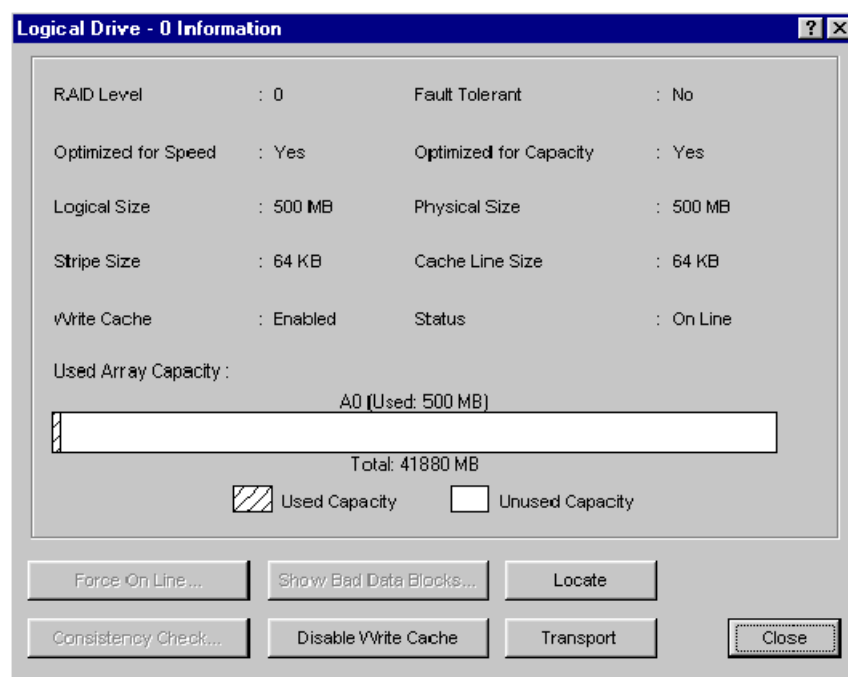 Logical Drive - 0 Information
RAID Level : 0 Fault Tolerant : No
Optimized for Speed : Yes Optimized for Capacity : Yes
Logical Size : 500 MB Physical Size : 500 MB
Stripe Size : 64 KB Cache Line Size : 64 KB
Write Cache : Enabled Status : On Line
Used Array Capacity :
A0 (Used: 500 MB)
Total: 41880 MB
Used Capacity Unused Capacity
Force On Line... Show Bad Data Blocks... Locate
Consistency Check... Disable Write Cache Transport Close